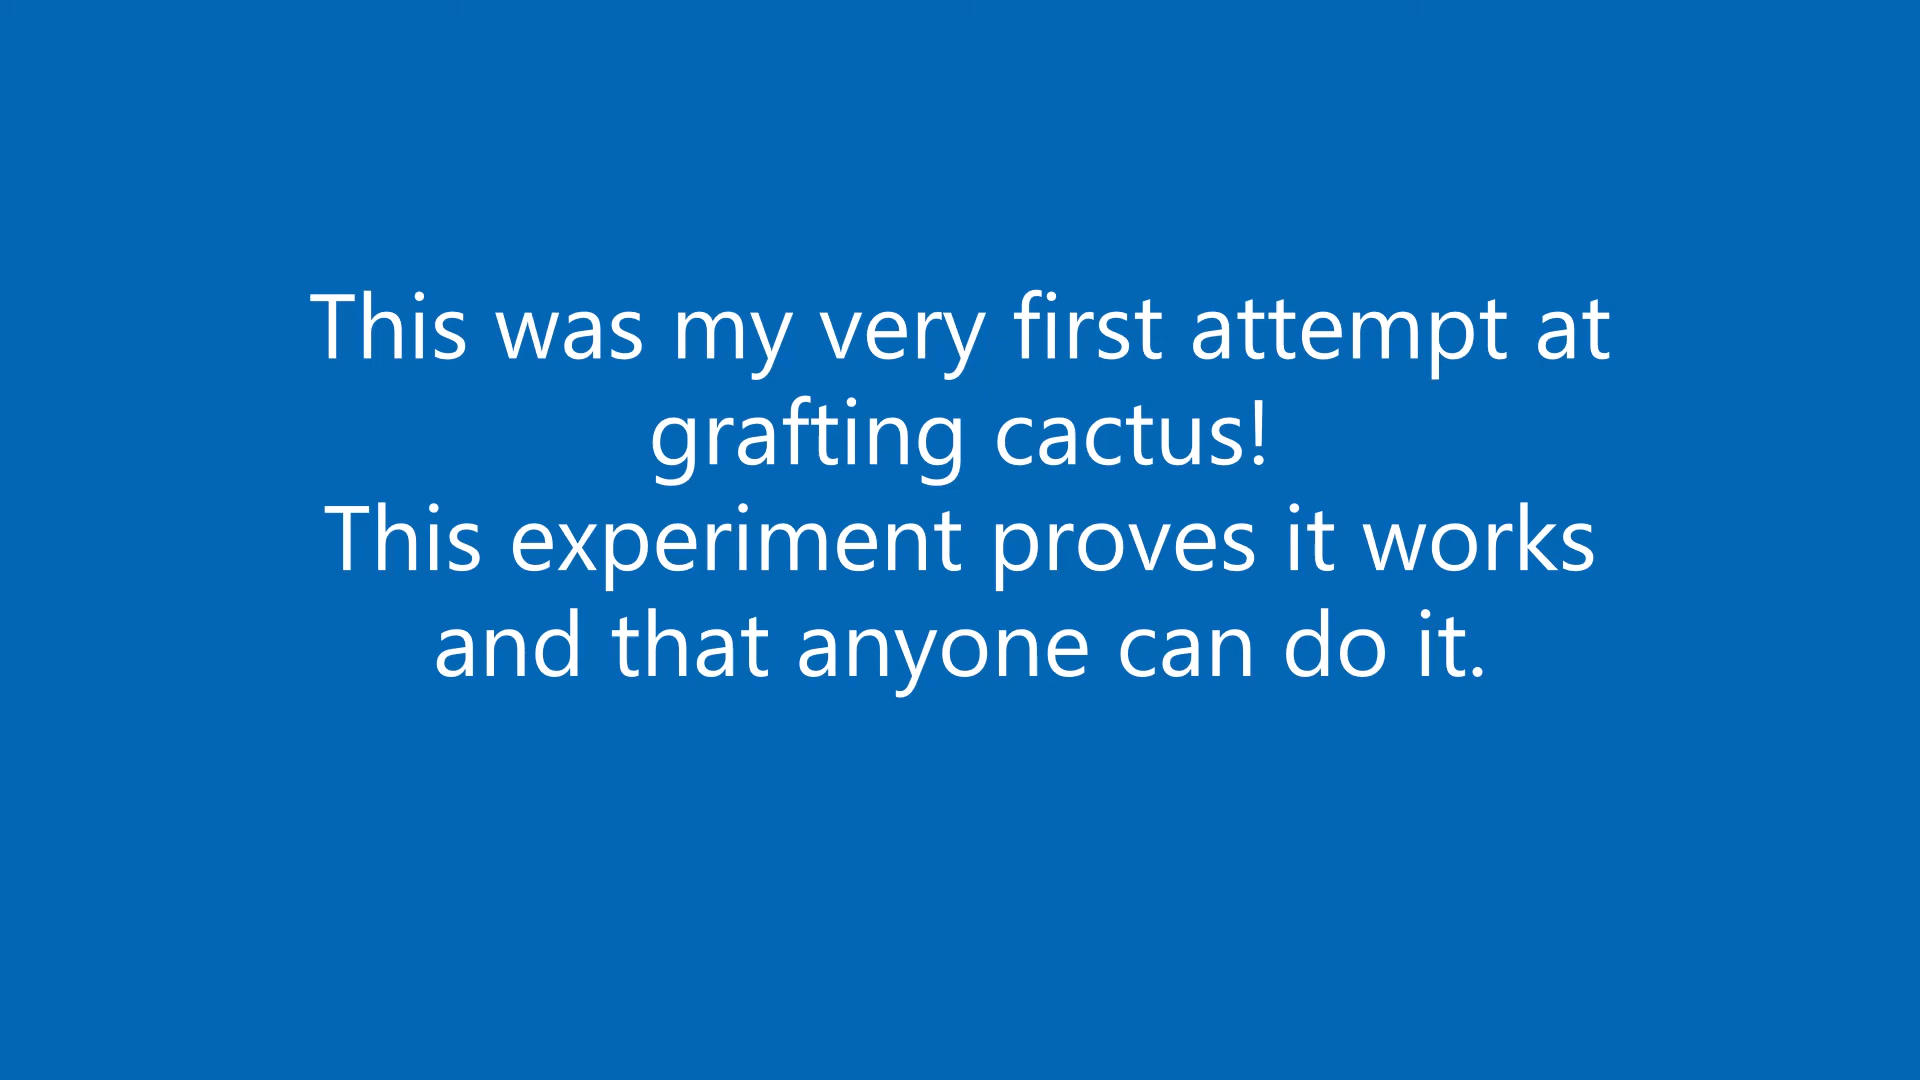 This was my very first attempt at
grafting cactus!
This experiment proves it works
and that anyone can do it.